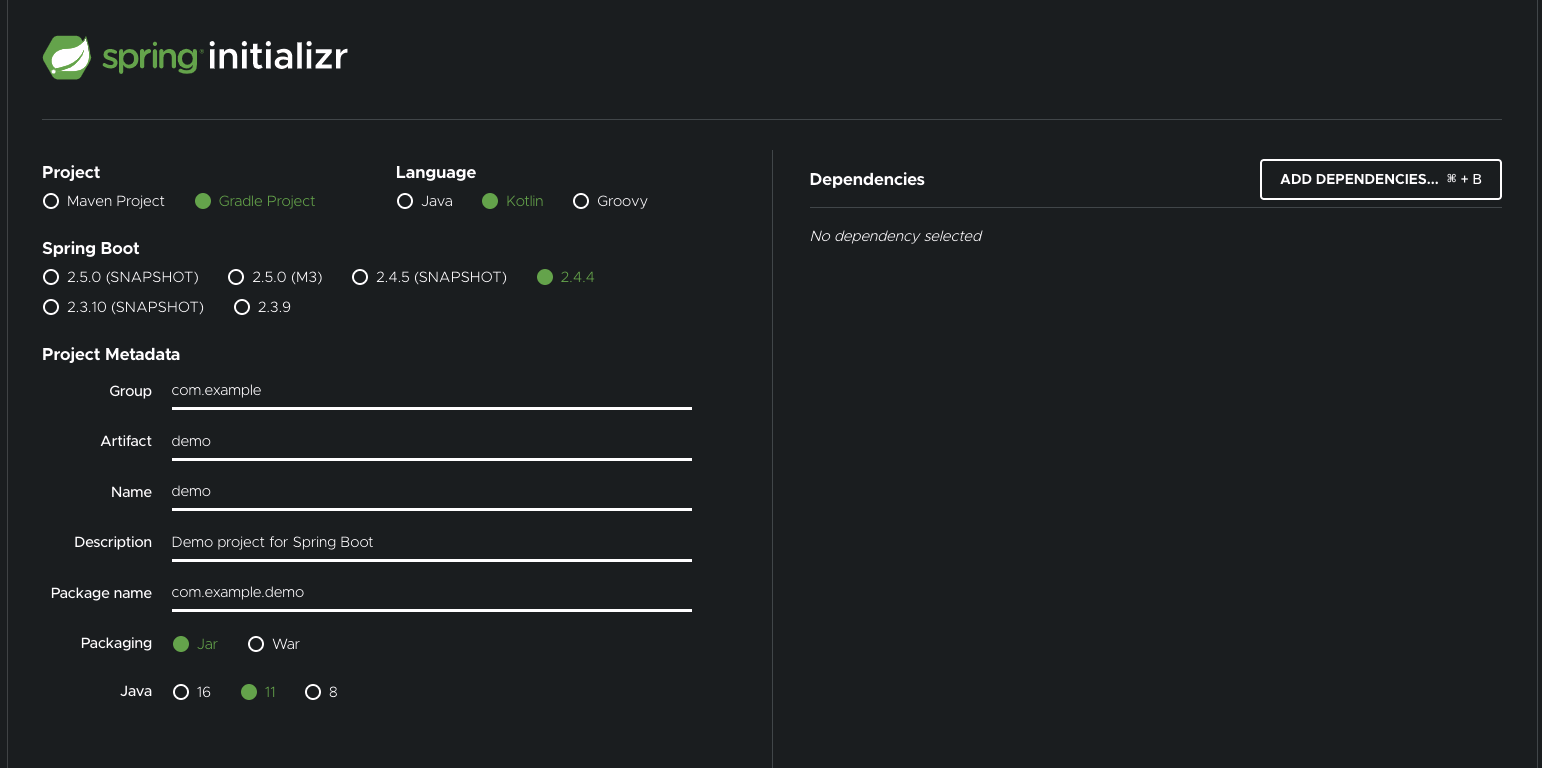 spring initializr
Project
Maven Project Gradle Project
Language
Java Kotlin Groovy
Spring Boot
2.5.0 (SNAPSHOT) 2.5.0 (M3) 2.4.5 (SNAPSHOT) 2.4.4
2.3.10 (SNAPSHOT) 2.3.9
Project Metadata
Group com.example
Artifact demo
Name demo
Description Demo project for Spring Boot
Package name com.example.demo
Packaging Jar War
Java 16 11 8
Dependencies
ADD DEPENDENCIES... ⌘ + B
No dependency selected